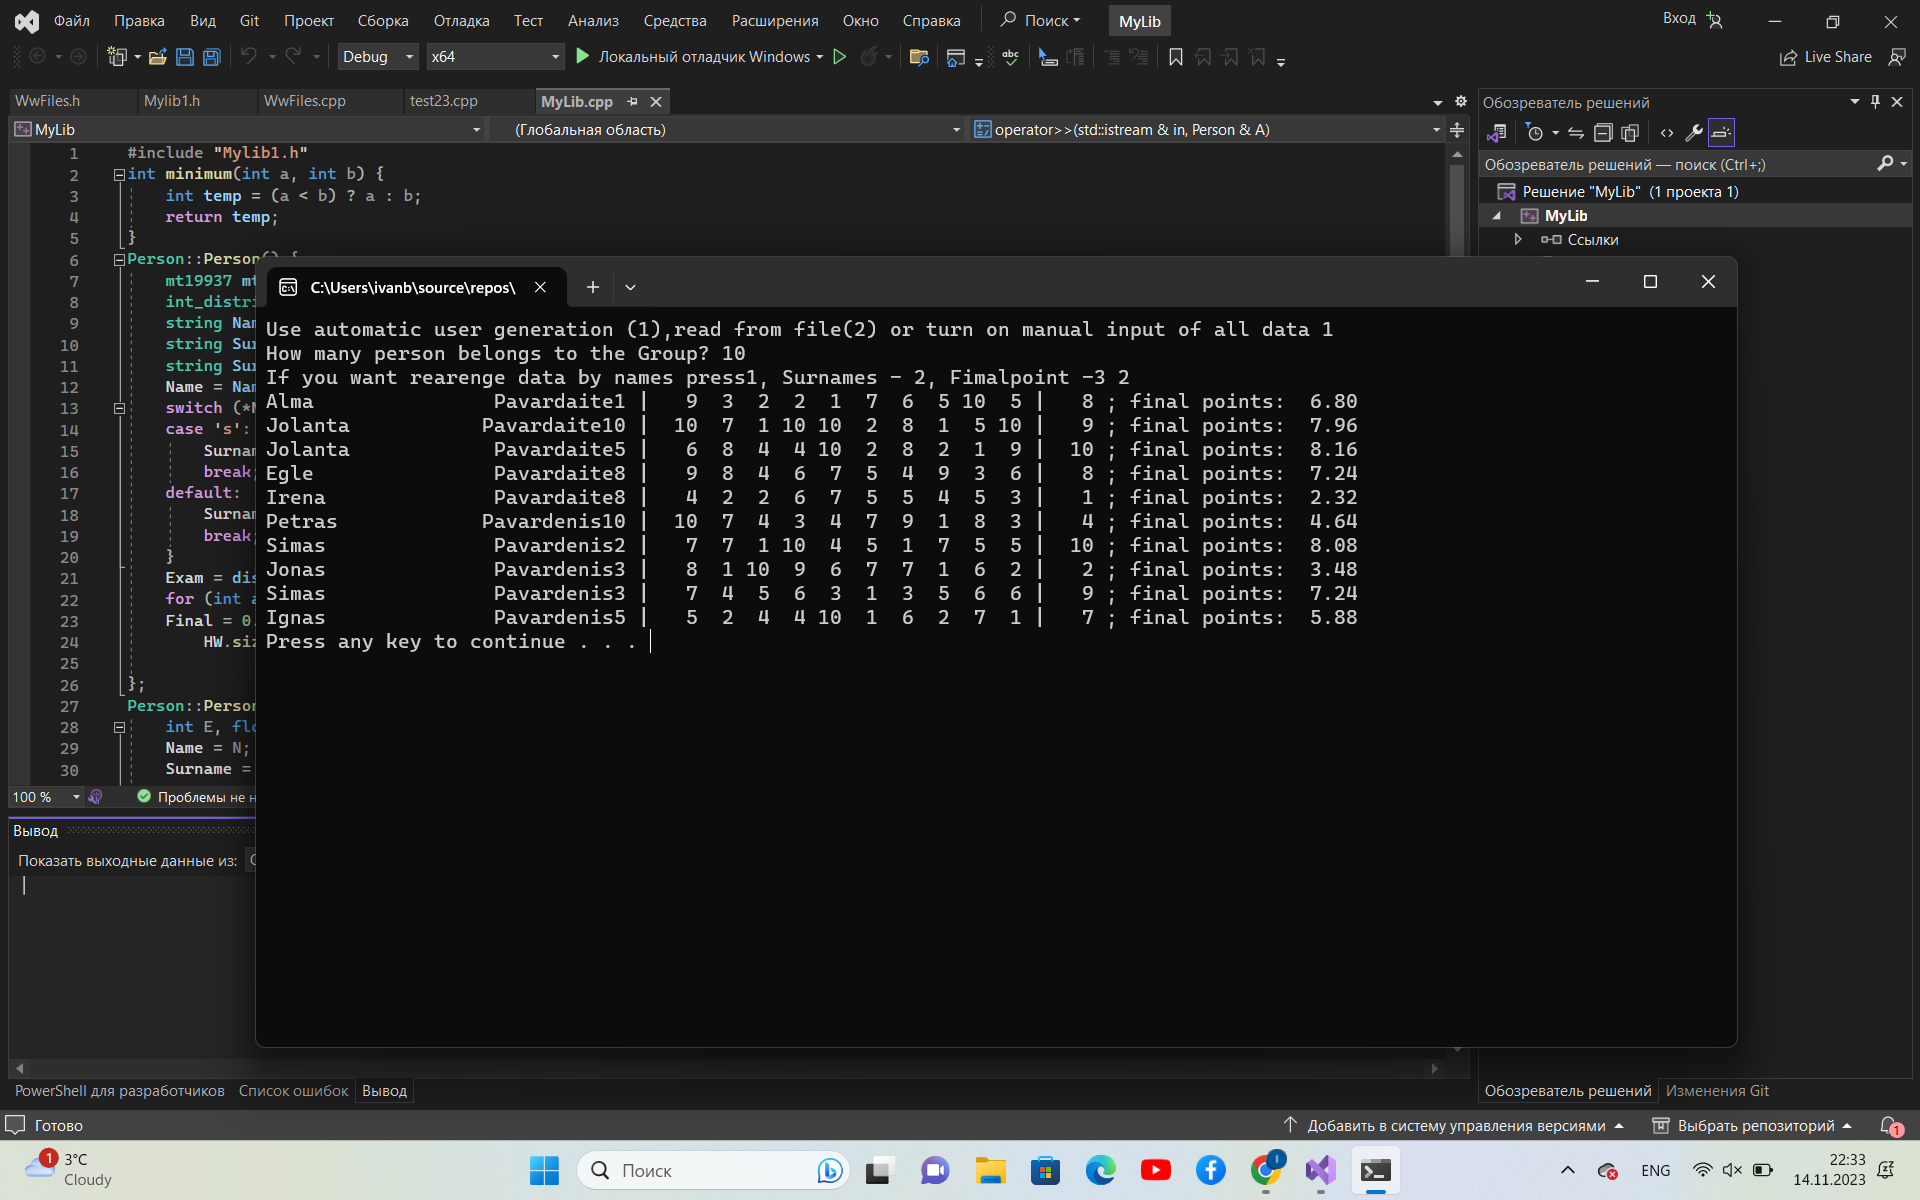 Файл Правка Вид Git Проект Сборка Отладка Тест Анализ Средства Расширения Окно Справка Поиск MyLib Вход
Debug x64 Локальный отладчик Windows abc Live Share
WwFiles.h Mylib1.h WwFiles.cpp test23.cpp MyLib.cpp
MyLib (Глобальная область) operator>>(std::istream & in, Person & A)
1 #include "Mylib1.h"
2 int minimum(int a, int b) {
3 int temp = (a < b) ? a : b;
4 return temp;
5 }
6 Person::Person() {
7 mt19937
8 int_distr
9 string
10 string
11 string
12 Name =
13 switch
14 case 's':
15 Surnam
16 break;
17 default:
18 Surnam
19 break;
20 }
21 Exam = dis
22 for (int a
23 Final = 0.
24 HW.siz
25
26 };
27 Person::Person
28 int E, flo
29 Name = N;
30 Surname =
100 % Проблемы не н
Вывод
Показать выходные данные из:
C:\Users\ivanb\source\repos\
Use automatic user generation (1),read from file(2) or turn on manual input of all data 1
How many person belongs to the Group? 10
If you want rearenge data by names press1, Surnames - 2, Fimalpoint -3 2
Alma Pavardaite1 | 9 3 2 2 1 7 6 5 10 5 | 8 ; final points: 6.80
Jolanta Pavardaite10 | 10 7 1 10 10 2 8 1 5 10 | 9 ; final points: 7.96
Jolanta Pavardaite5 | 6 8 4 4 10 2 8 2 1 9 | 10 ; final points: 8.16
Egle Pavardaite8 | 9 8 4 6 7 5 4 9 3 6 | 8 ; final points: 7.24
Irena Pavardaite8 | 4 2 2 6 7 5 5 4 5 3 | 1 ; final points: 2.32
Petras Pavardenis10 | 10 7 4 3 4 7 9 1 8 3 | 4 ; final points: 4.64
Simas Pavardenis2 | 7 7 1 10 4 5 1 7 5 5 | 10 ; final points: 8.08
Jonas Pavardenis3 | 8 1 10 9 6 7 7 1 6 2 | 2 ; final points: 3.48
Simas Pavardenis3 | 7 4 5 6 3 1 3 5 6 6 | 9 ; final points: 7.24
Ignas Pavardenis5 | 5 2 4 4 10 1 6 2 7 1 | 7 ; final points: 5.88
Press any key to continue . . .
Обозреватель решений
Обозреватель решений — поиск (Ctrl+;)
Решение "MyLib" (1 проекта 1)
MyLib
Ссылки
PowerShell для разработчиков Список ошибок Вывод
Обозреватель решений Изменения Git
Готово Добавить в систему управления версиями Выбрать репозиторий 1
1 3°C
Cloudy
Поиск
ENG
22:33
14.11.2023